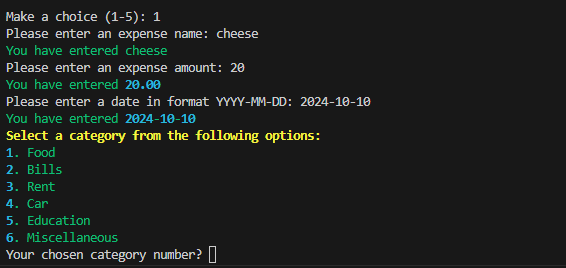 Make a choice (1-5): 1
Please enter an expense name: cheese
You have entered cheese
Please enter an expense amount: 20
You have entered 20.00
Please enter a date in format YYYY-MM-DD: 2024-10-10
You have entered 2024-10-10
Select a category from the following options:
1. Food
2. Bills
3. Rent
4. Car
5. Education
6. Miscellaneous
Your chosen category number?